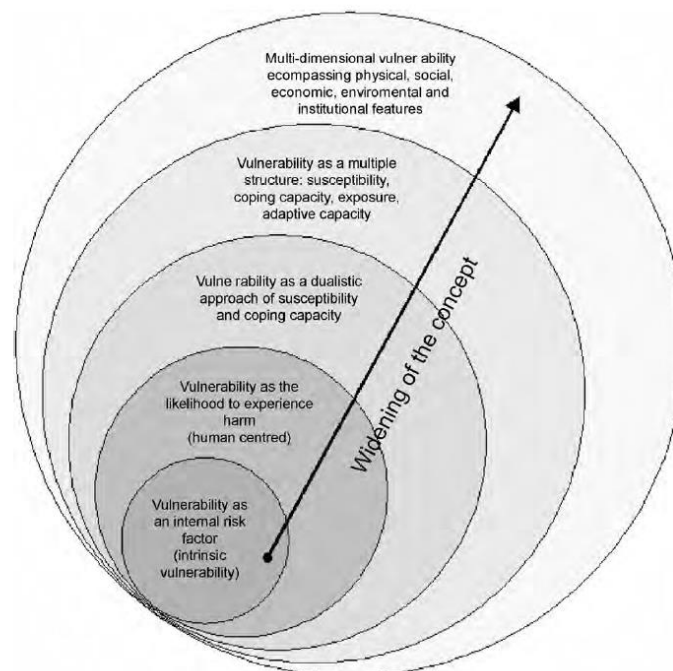 Multi-dimensional vulner ability
ecompassing physical, social,
economic, enviromental and
institutional features
Vulnerability as a multiple
structure: susceptibility,
coping capacity, exposure,
adaptive capacity
Vulne rability as a dualistic
approach of susceptibility
and coping capacity
Widening of the concept
Vulnerability as the
likelihood to experience
harm
(human centred)
Vulnerability as
an internal risk
factor
(intrinsic
vulnerability)